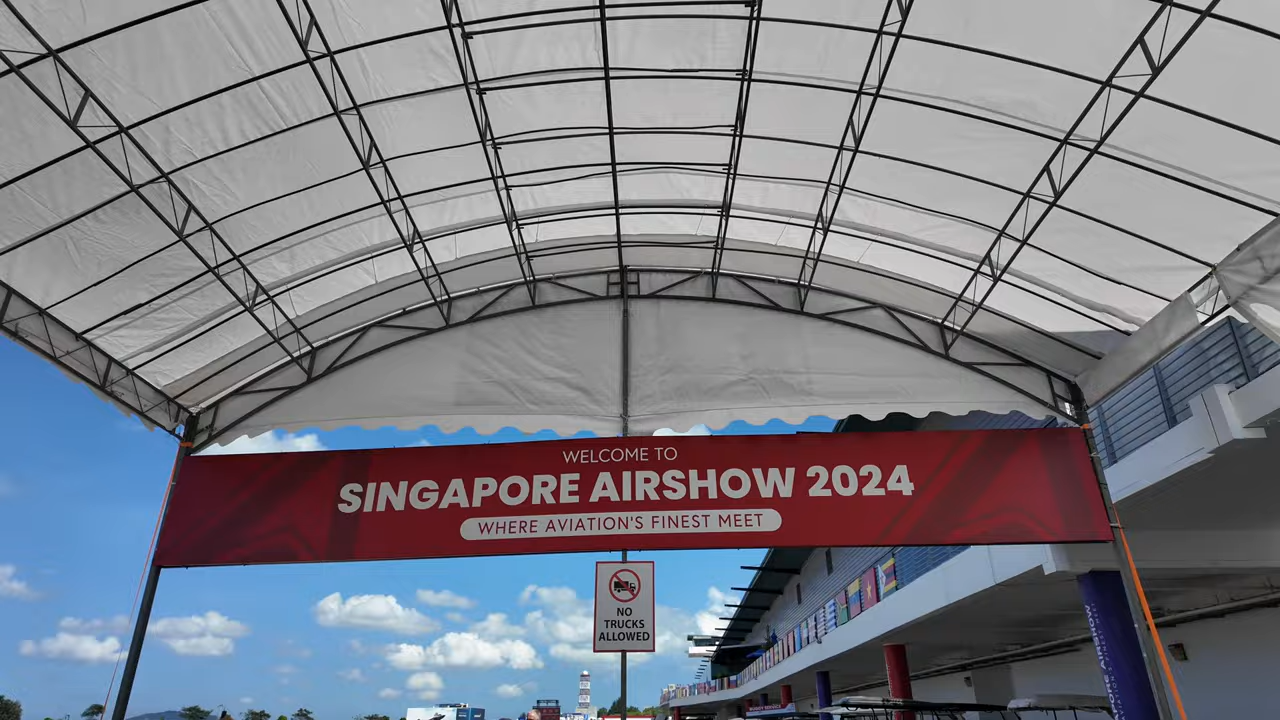 WELCOME TO
SINGAPORE AIRSHOW 2024
WHERE AVIATION'S FINEST MEET
NO
TRUCKS
ALLOWED